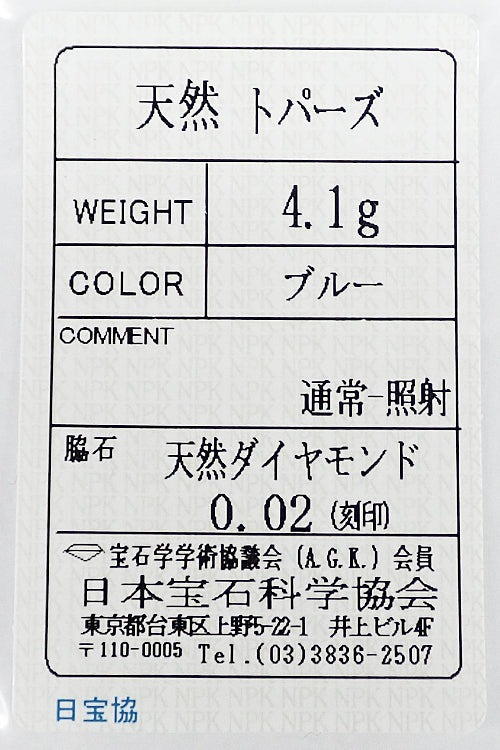 天然 トパーズ
WEIGHT 4.1g
COLOR ブルー
COMMENT
通常-照射
脇石 天然ダイヤモンド
0.02 (刻印)
宝石学学術協議会 (A.G.K.) 会員
日本宝石科学協会
東京都台東区上野5-22-1 井上ビル4F
〒110-0005 Tel.(03)3836-2507
日宝協